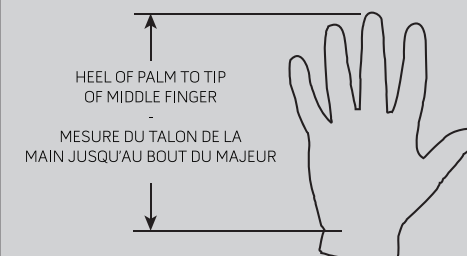 HEEL OF PALM TO TIP
OF MIDDLE FINGER
-
MESURE DU TALON DE LA
MAIN JUSQU'AU BOUT DU MAJEUR